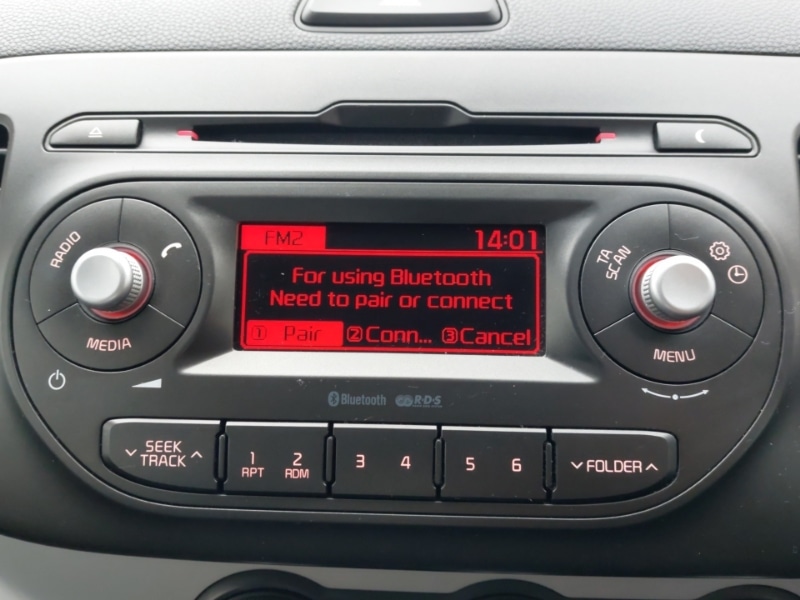 FM2 14:01
For using Bluetooth
Need to pair or connect
1 Pair 2 Conn... 3 Cancel
RADIO
MEDIA
TA
SCAN
MENU
Bluetooth R·D·S
SEEK
TRACK
1 2 3 4 5 6
RPT RDM
FOLDER